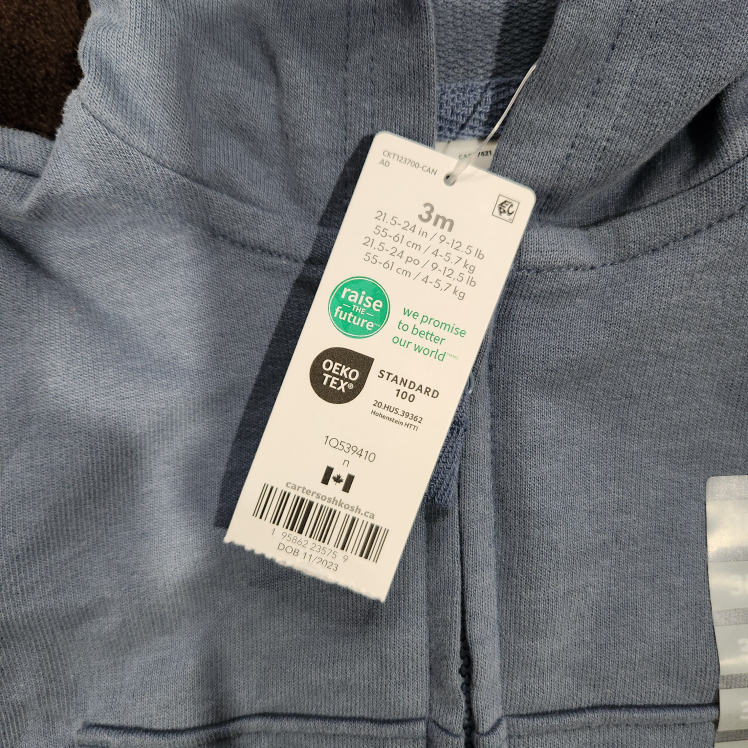 CKT123700-CAN
AD
3m
21.5-24 in / 9-12.5 lb
55-61 cm / 4-5.7 kg
21.5-24 po / 9-12.5 lb
55-61 cm / 4-5.7 kg
raise
THE
future
we promise
to better
our world
OEKO
TEX®
STANDARD
100
20.HUS.39362
Hohenstein HTTI
1Q539410
n
cartersoshkosh.ca
1 95862 23575 9
DOB 11/2023